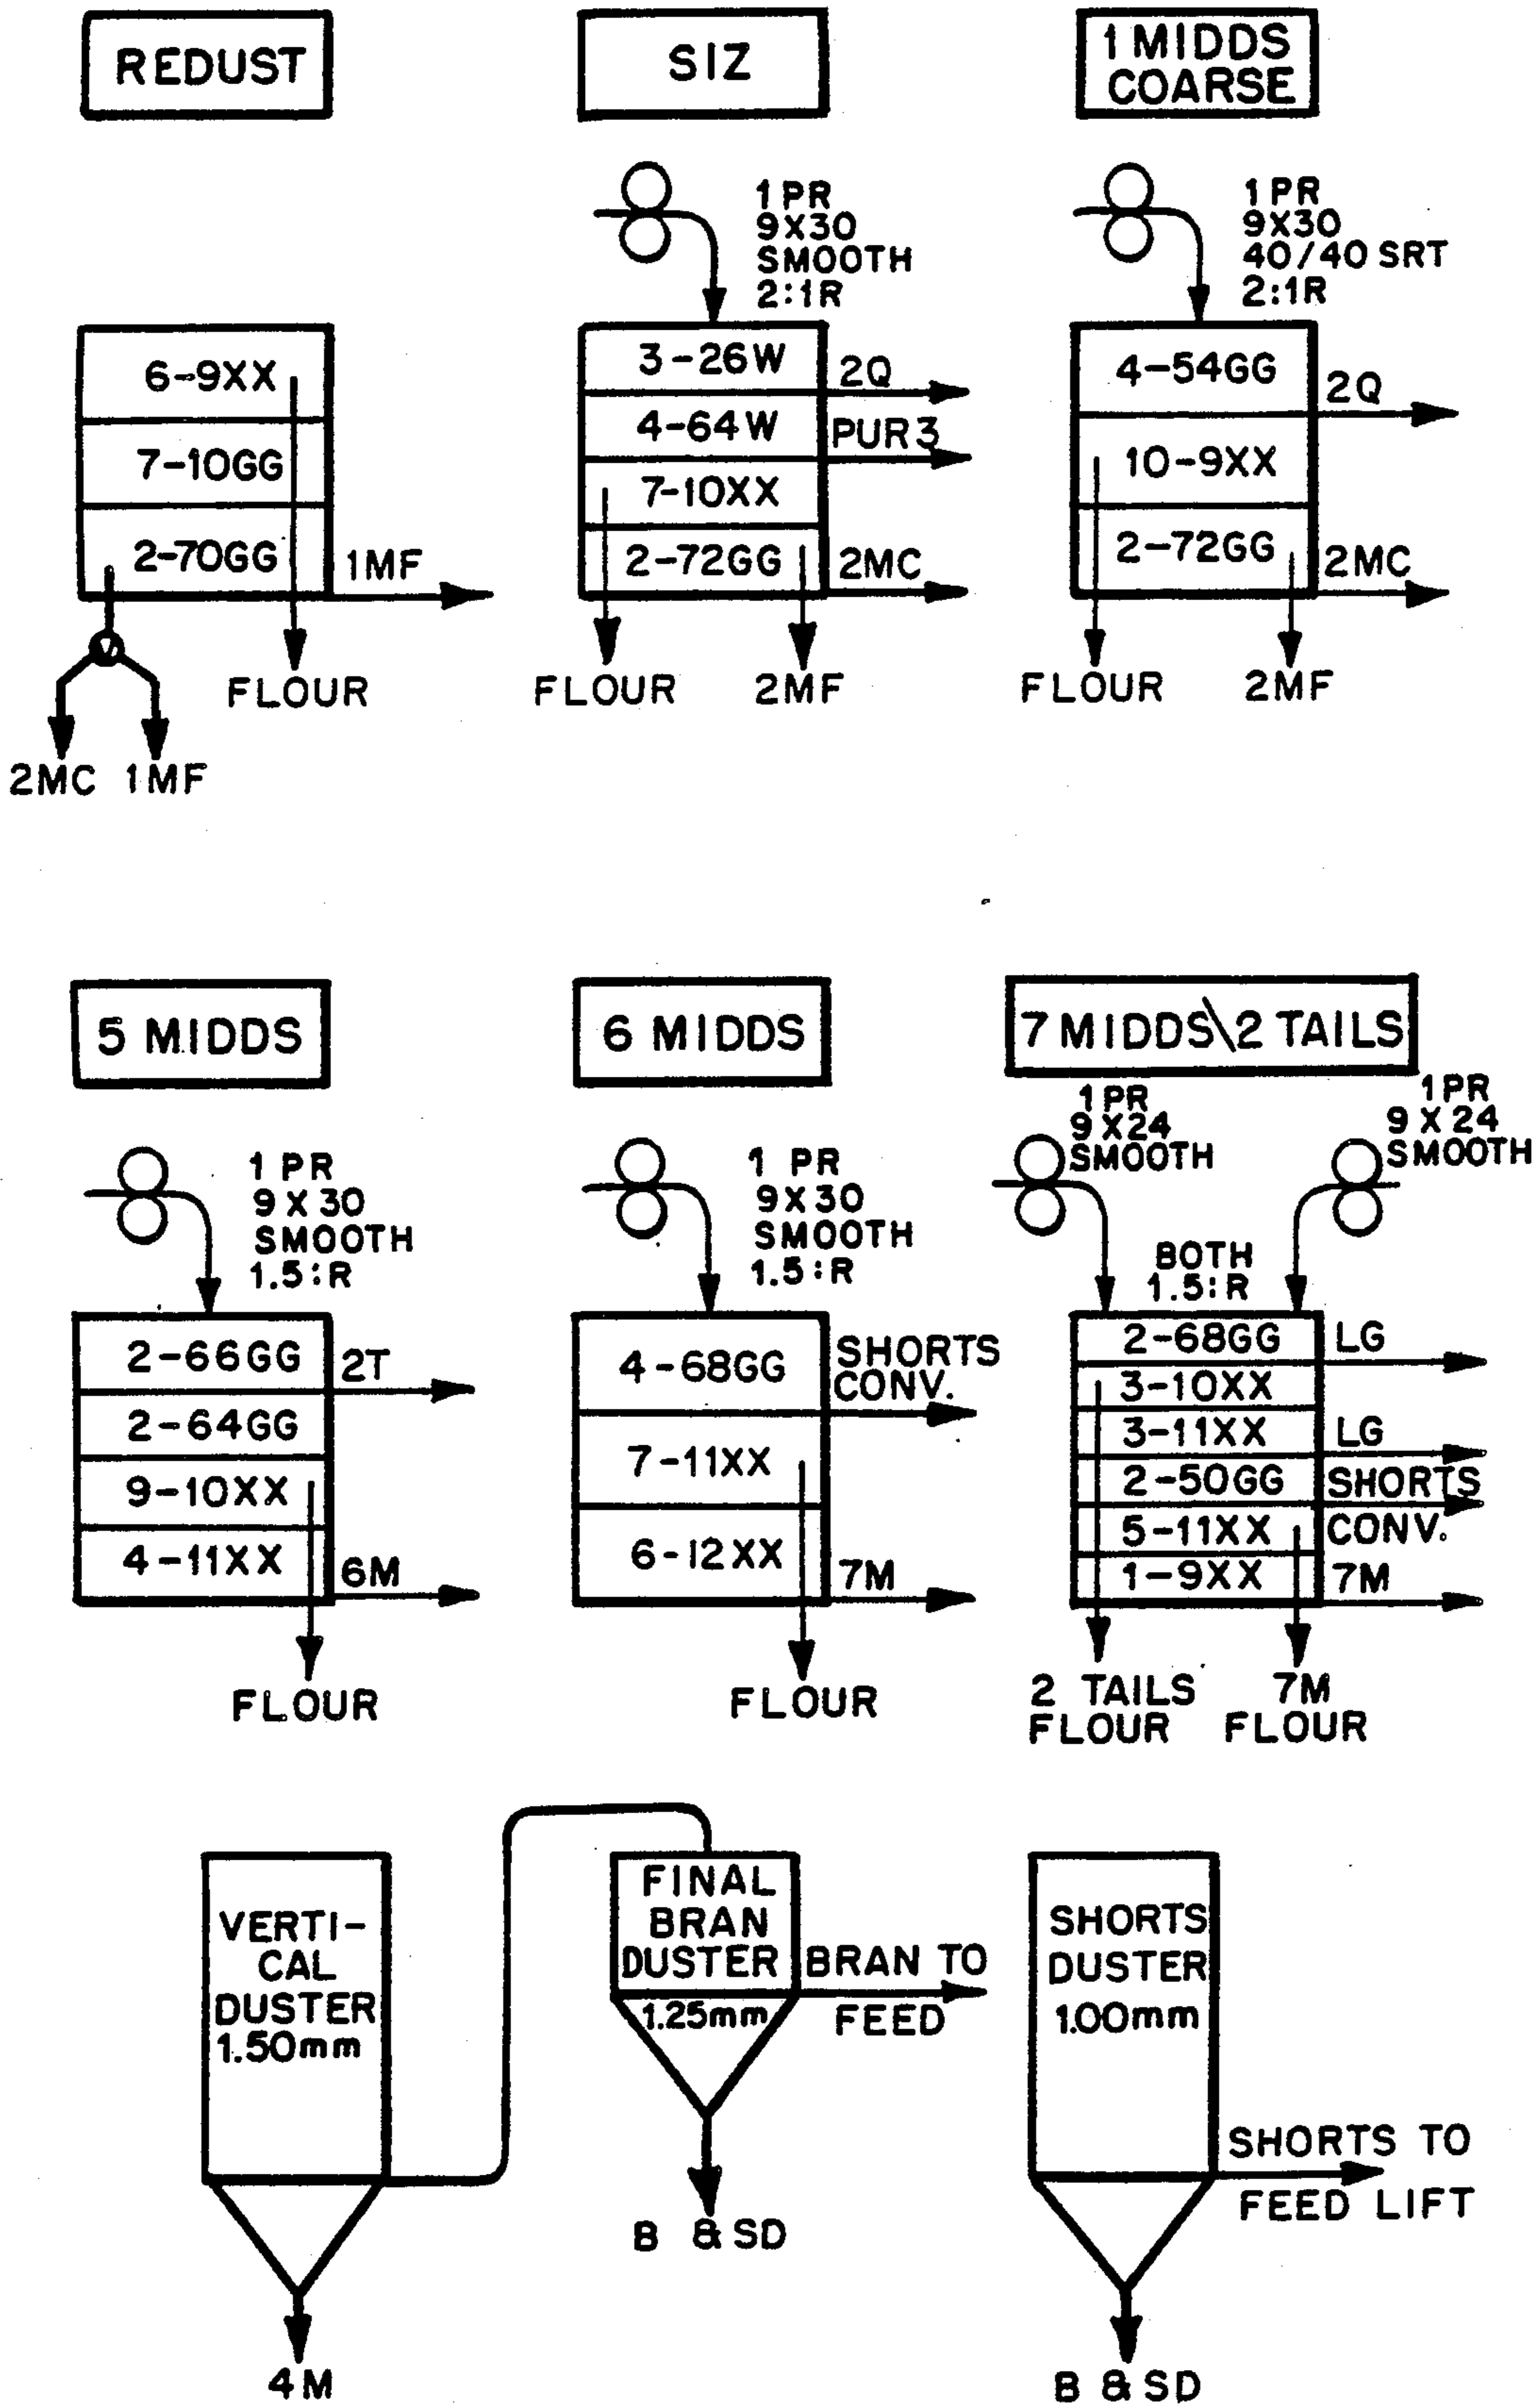 REDUST
6-9XX
7-10GG
2-70GG
1MF
V
FLOUR
2MC 1MF
SIZ
1 PR
9X30
SMOOTH
2:1R
3-26W
2Q
4-64W
PUR3
7-10XX
2-72GG
2MC
FLOUR
2MF
1 MIDDS
COARSE
1 PR
9X30
40/40 SRT
2:1R
4-54GG
2Q
10-9XX
2-72GG
2MC
FLOUR
2MF
5 MIDDS
1 PR
9 X 30
SMOOTH
1.5:R
2-66GG
2T
2-64GG
9-10XX
4-11XX
6M
FLOUR
6 MIDDS
1 PR
9X30
SMOOTH
1.5:R
4-68GG
SHORTS
CONV.
7-11XX
6-12XX
7M
FLOUR
7 MIDDS\2 TAILS
1 PR
9 X24
SMOOTH
1PR
9 X 24
SMOOTH
BOTH
1.5:R
2-68GG
LG
3-10XX
3-11XX
LG
2-50GG
SHORTS
5-11XX
CONV.
1-9XX
7M
2 TAILS
FLOUR
7M
FLOUR
VERTI-
CAL
DUSTER
1.50mm
4M
FINAL
BRAN
DUSTER
1.25mm
BRAN TO
FEED
B & SD
SHORTS
DUSTER
1.00mm
SHORTS TO
FEED LIFT
B & SD